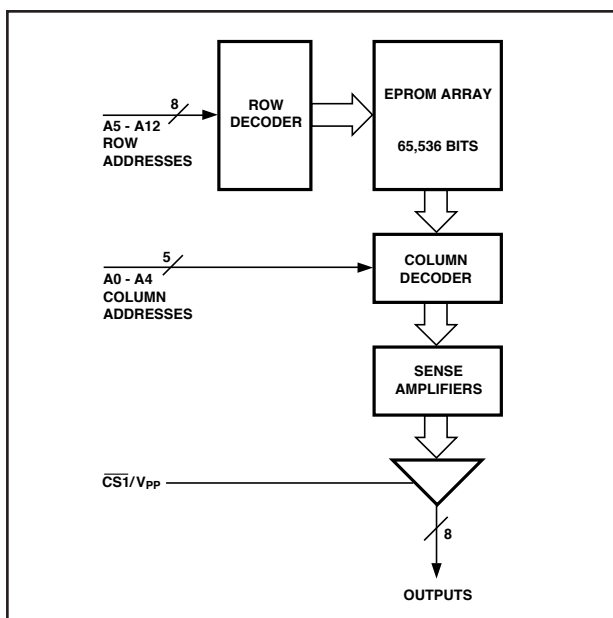 8
A5 - A12
ROW
ADDRESSES
ROW
DECODER
EPROM ARRAY
65,536 BITS
5
A0 - A4
COLUMN
ADDRESSES
COLUMN
DECODER
SENSE
AMPLIFIERS
C̅S̅1̅/VPP
8
OUTPUTS